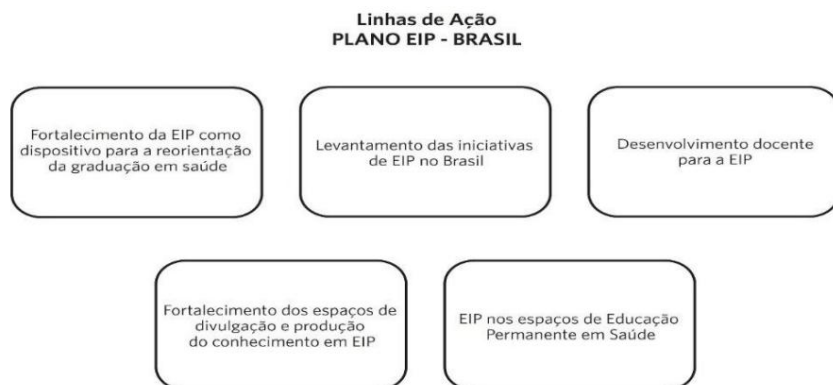 Linhas de Ação
PLANO EIP - BRASIL
Fortalecimento da EIP como
dispositivo para a reorientação
da graduação em saúde
Levantamento das iniciativas
de EIP no Brasil
Desenvolvimento docente
para a EIP
Fortalecimento dos espaços de
divulgação e produção
do conhecimento em EIP
EIP nos espaços de Educação
Permanente em Saúde